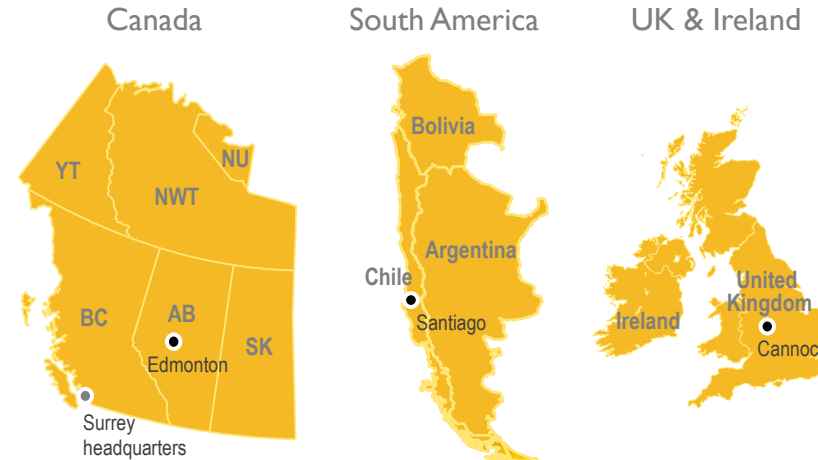 Canada
South America
UK & Ireland
YT
NU
NWT
BC
AB
SK
Edmonton
Surrey
headquarters
Bolivia
Argentina
Chile
Santiago
United
Kingdom
Ireland
Cannoc